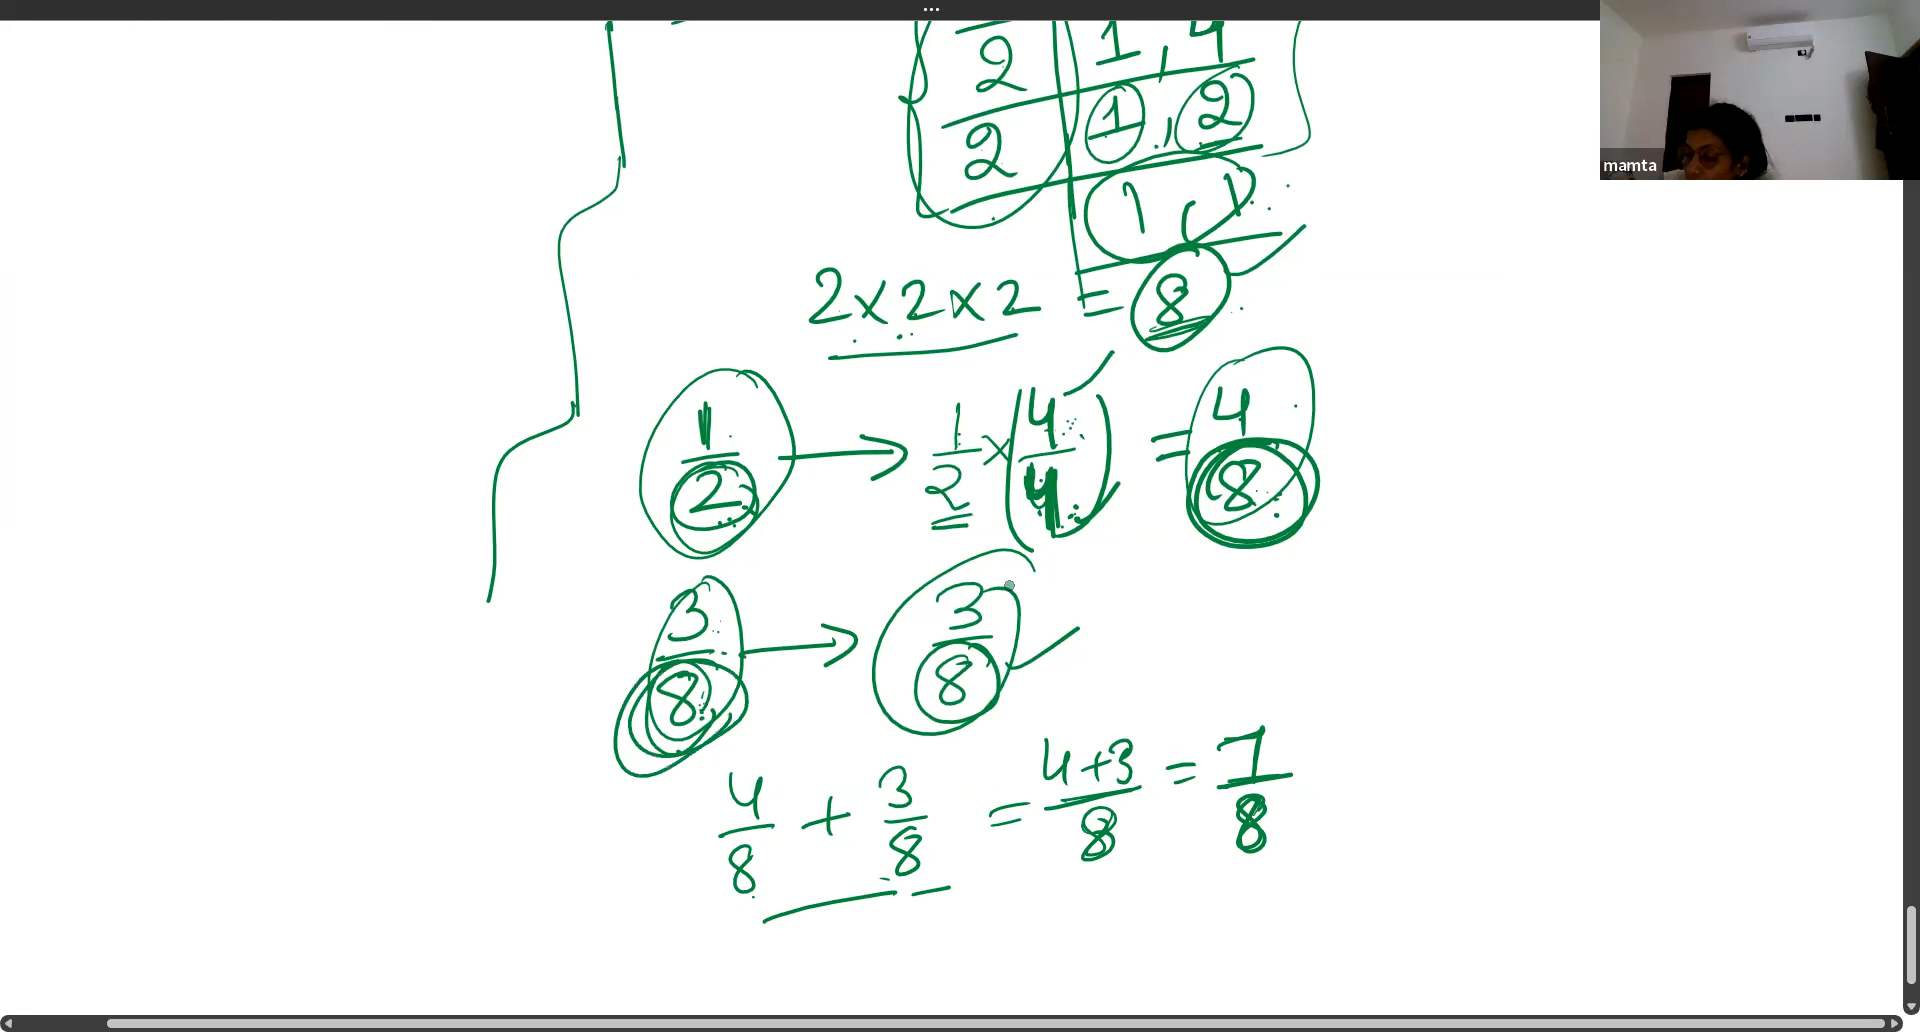 ...
2 | 1, 4
2 | 1, 2
1, 1
2 x 2 x 2 = 8
1/2 → 1/2 x (4/4) = 4/8
3/8 → 3/8
4/8 + 3/8 = 4+3/8 = 7/8
mamta